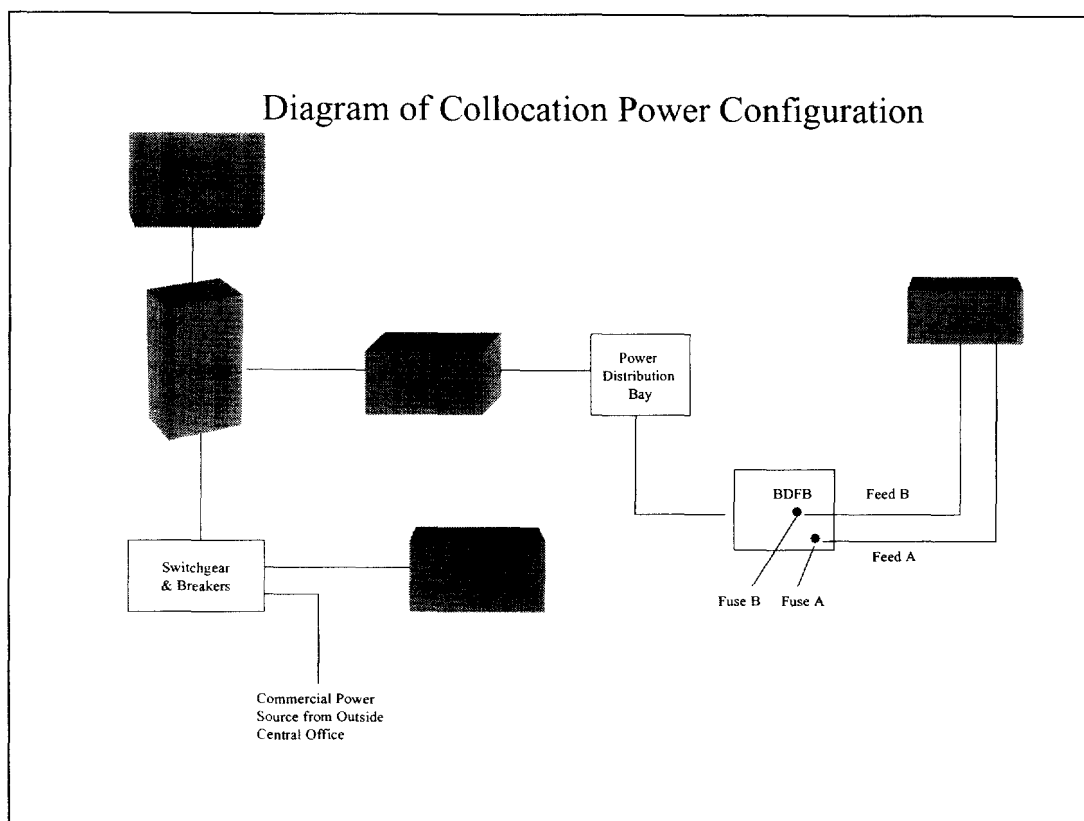 Diagram of Collocation Power Configuration
Power
Distribution
Bay
BDFB
Feed B
Feed A
Fuse B
Fuse A
Switchgear
& Breakers
Commercial Power
Source from Outside
Central Office